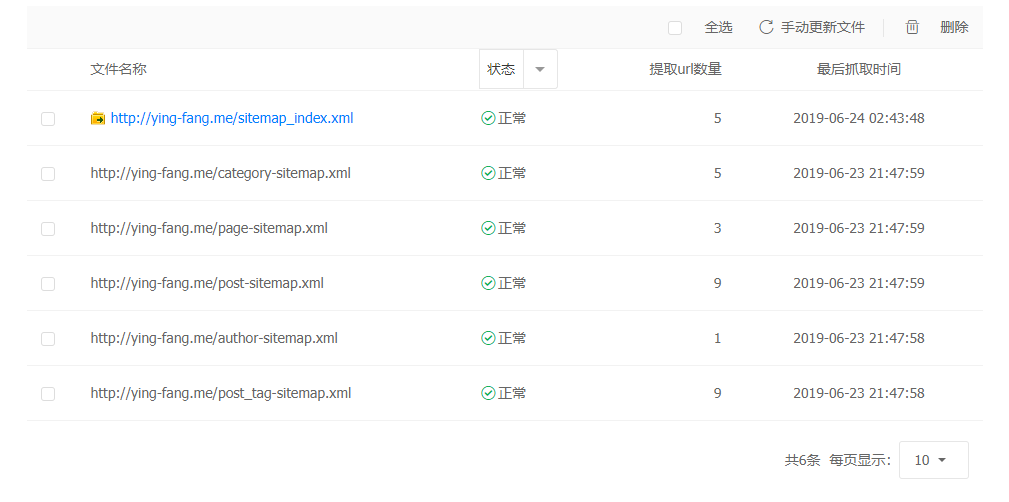 全选 手动更新文件 删除
文件名称 状态 提取url数量 最后抓取时间
http://ying-fang.me/sitemap_index.xml 正常 5 2019-06-24 02:43:48
http://ying-fang.me/category-sitemap.xml 正常 5 2019-06-23 21:47:59
http://ying-fang.me/page-sitemap.xml 正常 3 2019-06-23 21:47:59
http://ying-fang.me/post-sitemap.xml 正常 9 2019-06-23 21:47:59
http://ying-fang.me/author-sitemap.xml 正常 1 2019-06-23 21:47:58
http://ying-fang.me/post_tag-sitemap.xml 正常 9 2019-06-23 21:47:58
共6条 每页显示: 10